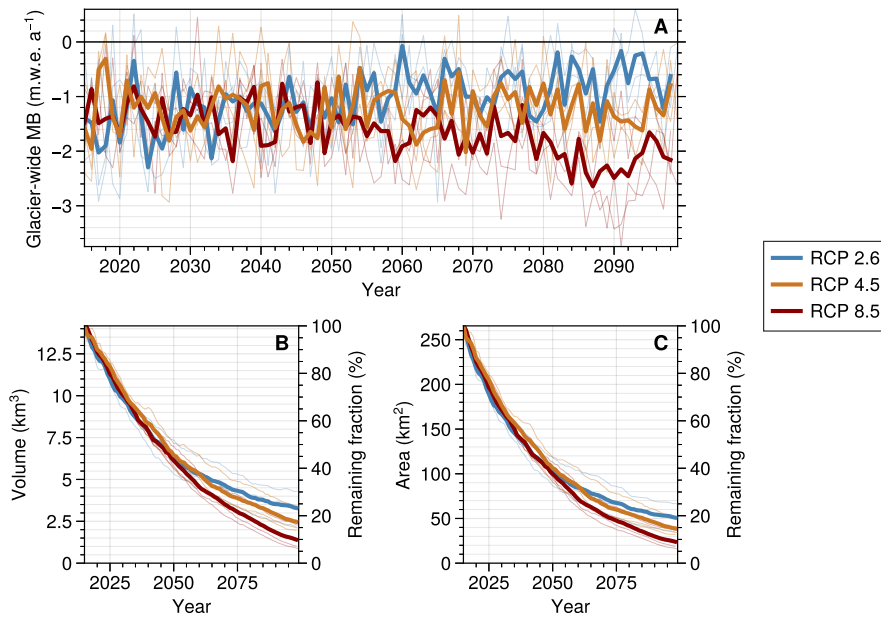 A
Glacier-wide MB (m.w.e. a⁻¹)
0
−1
−2
−3
2020 2030 2040 2050 2060 2070 2080 2090
Year
RCP 2.6
RCP 4.5
RCP 8.5
B
Volume (km³)
12.5
10
7.5
5
2.5
0
100
80
60
40
20
0
Remaining fraction (%)
2025 2050 2075
Year
C
Area (km²)
250
200
150
100
50
0
100
80
60
40
20
0
Remaining fraction (%)
2025 2050 2075
Year